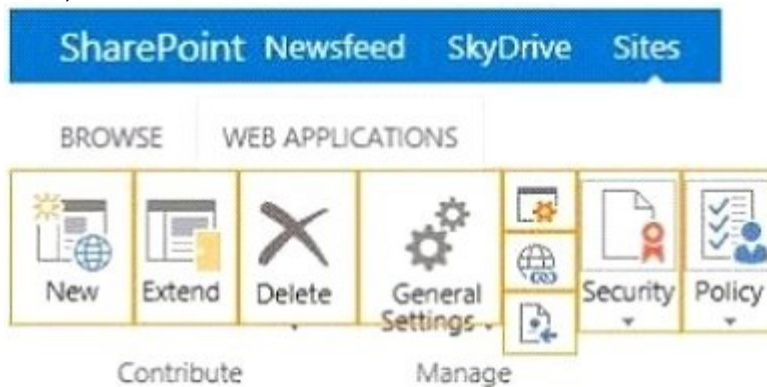 SharePoint Newsfeed SkyDrive Sites
BROWSE WEB APPLICATIONS
New Extend Delete General Settings Security Policy
Contribute Manage